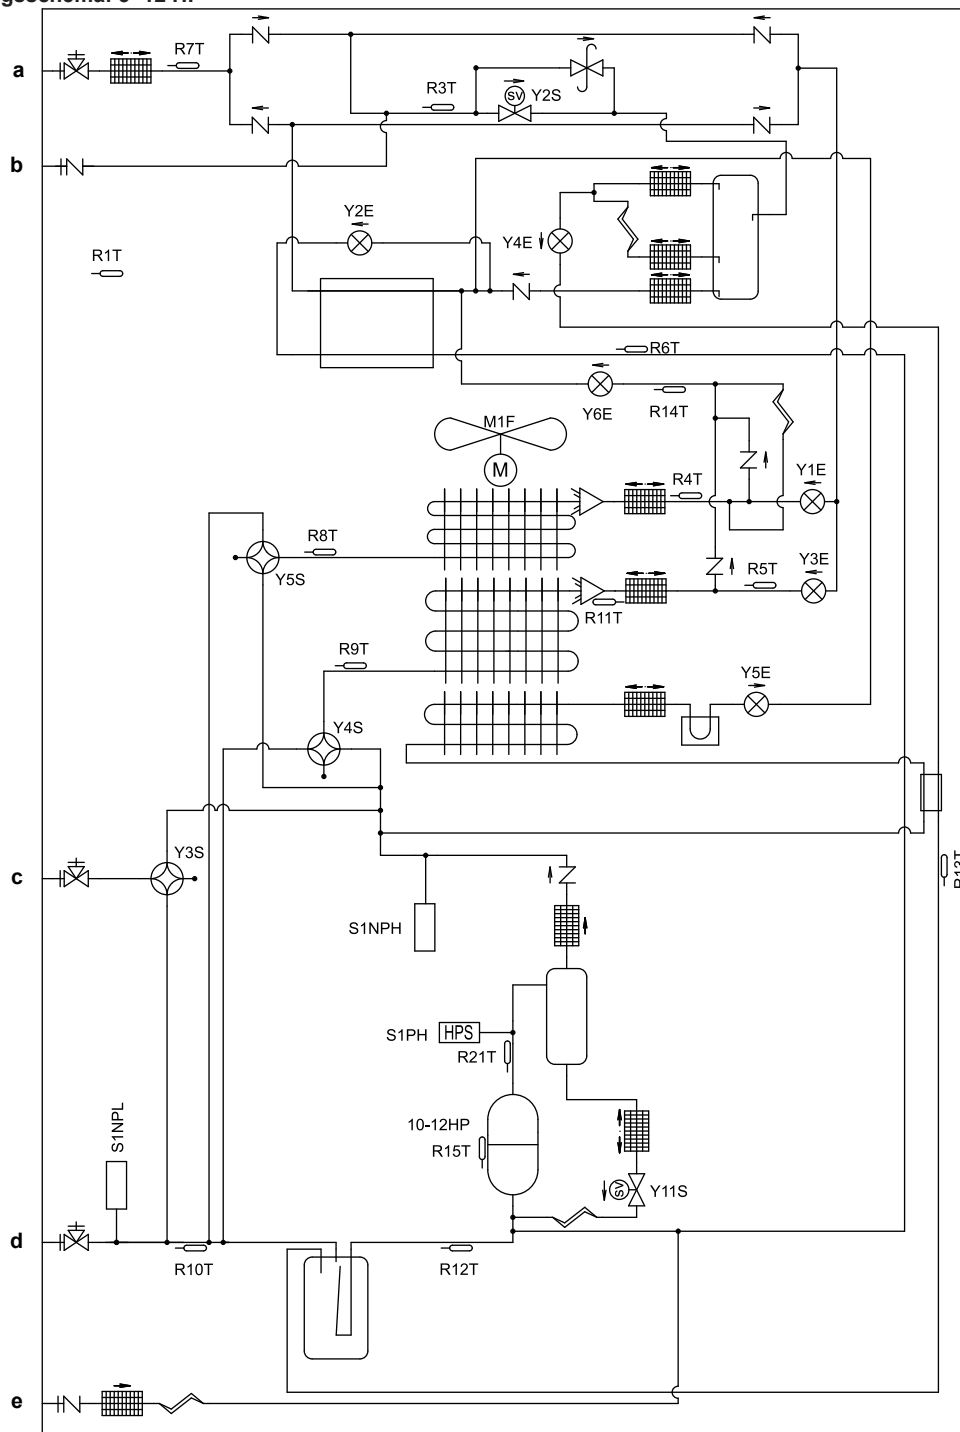 gsschema: 8~12 HP
a
R7T
R3T
SV
Y2S
b
Y2E
Y4E
R1T
R6T
Y6E
R14T
M1F
M
R4T
Y1E
R8T
Y5S
R5T
Y3E
R11T
R9T
Y5E
Y4S
Y3S
R13T
c
S1NPH
S1PH
HPS
R21T
10-12HP
R15T
S1NPL
SV
Y11S
d
R10T
R12T
e